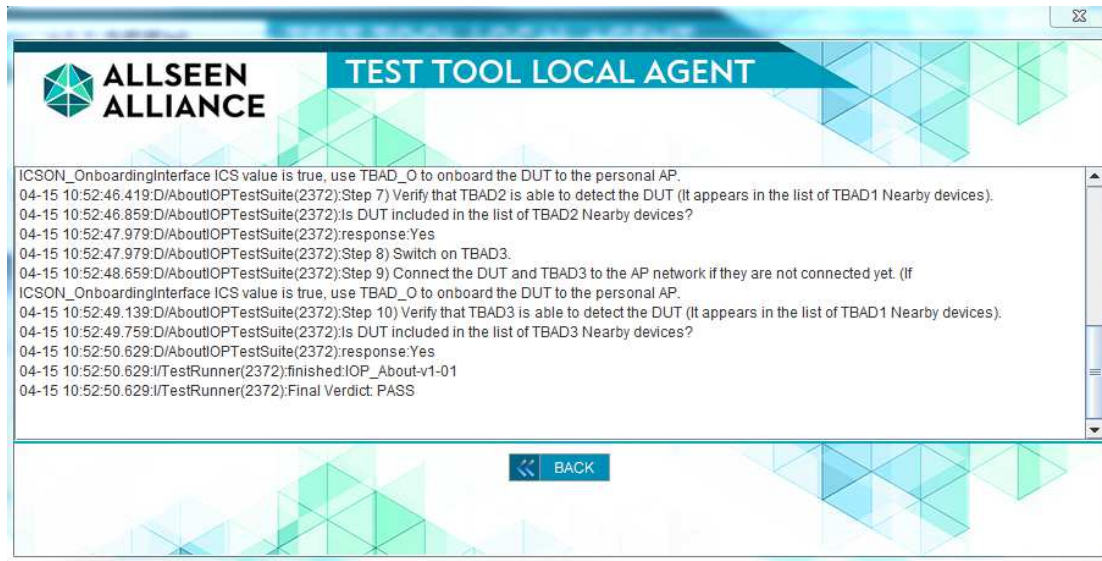 ALLSEEN
ALLIANCE
TEST TOOL LOCAL AGENT
ICSON_OnboardingInterface ICS value is true, use TBAD_O to onboard the DUT to the personal AP.
04-15 10:52:46.419:D/AboutIOPTestSuite(2372):Step 7) Verify that TBAD2 is able to detect the DUT (It appears in the list of TBAD1 Nearby devices).
04-15 10:52:46.859:D/AboutIOPTestSuite(2372):Is DUT included in the list of TBAD2 Nearby devices?
04-15 10:52:47.979:D/AboutIOPTestSuite(2372):response:Yes
04-15 10:52:47.979:D/AboutIOPTestSuite(2372):Step 8) Switch on TBAD3.
04-15 10:52:48.659:D/AboutIOPTestSuite(2372):Step 9) Connect the DUT and TBAD3 to the AP network if they are not connected yet. (If
ICSON_OnboardingInterface ICS value is true, use TBAD_O to onboard the DUT to the personal AP.
04-15 10:52:49.139:D/AboutIOPTestSuite(2372):Step 10) Verify that TBAD3 is able to detect the DUT (It appears in the list of TBAD1 Nearby devices).
04-15 10:52:49.759:D/AboutIOPTestSuite(2372):Is DUT included in the list of TBAD3 Nearby devices?
04-15 10:52:50.629:D/AboutIOPTestSuite(2372):response:Yes
04-15 10:52:50.629:I/TestRunner(2372):finished:IOP_About-v1-01
04-15 10:52:50.629:I/TestRunner(2372):Final Verdict: PASS
BACK